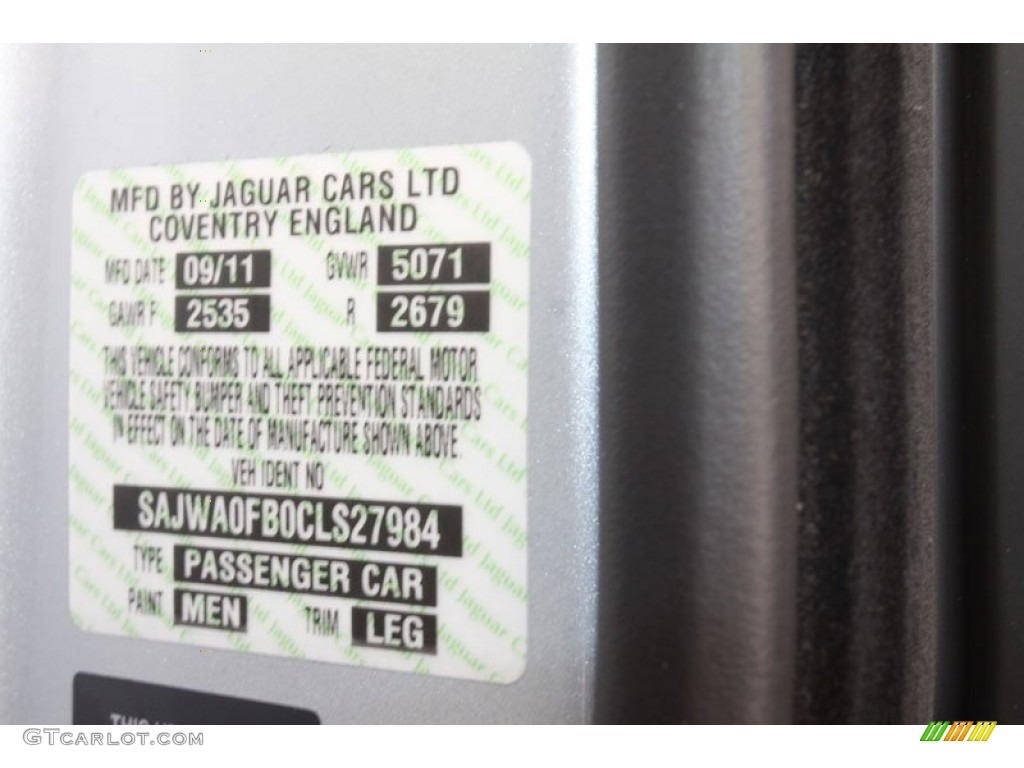 MFD BY JAGUAR CARS LTD
COVENTRY ENGLAND
MFD DATE 09/11 GVWR 5071
GAWR F 2535 R 2679
THIS VEHICLE CONFORMS TO ALL APPLICABLE FEDERAL MOTOR
VEHICLE SAFETY BUMPER AND THEFT PREVENTION STANDARDS
IN EFFECT ON THE DATE OF MANUFACTURE SHOWN ABOVE.
VEH IDENT NO
SAJWA0FB0CLS27984
TYPE PASSENGER CAR
PAINT MEN TRIM LEG
THIS
GTCARLOT.COM